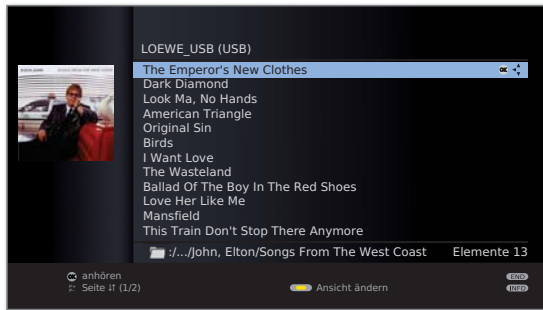 LOEWE_USB (USB)
The Emperor's New Clothes OK
Dark Diamond
Look Ma, No Hands
American Triangle
Original Sin
Birds
I Want Love
The Wasteland
Ballad Of The Boy In The Red Shoes
Love Her Like Me
Mansfield
This Train Don't Stop There Anymore
:/.../John, Elton/Songs From The West Coast Elemente 13
OK anhören END
Seite ↓↑ (1/2) Ansicht ändern INFO